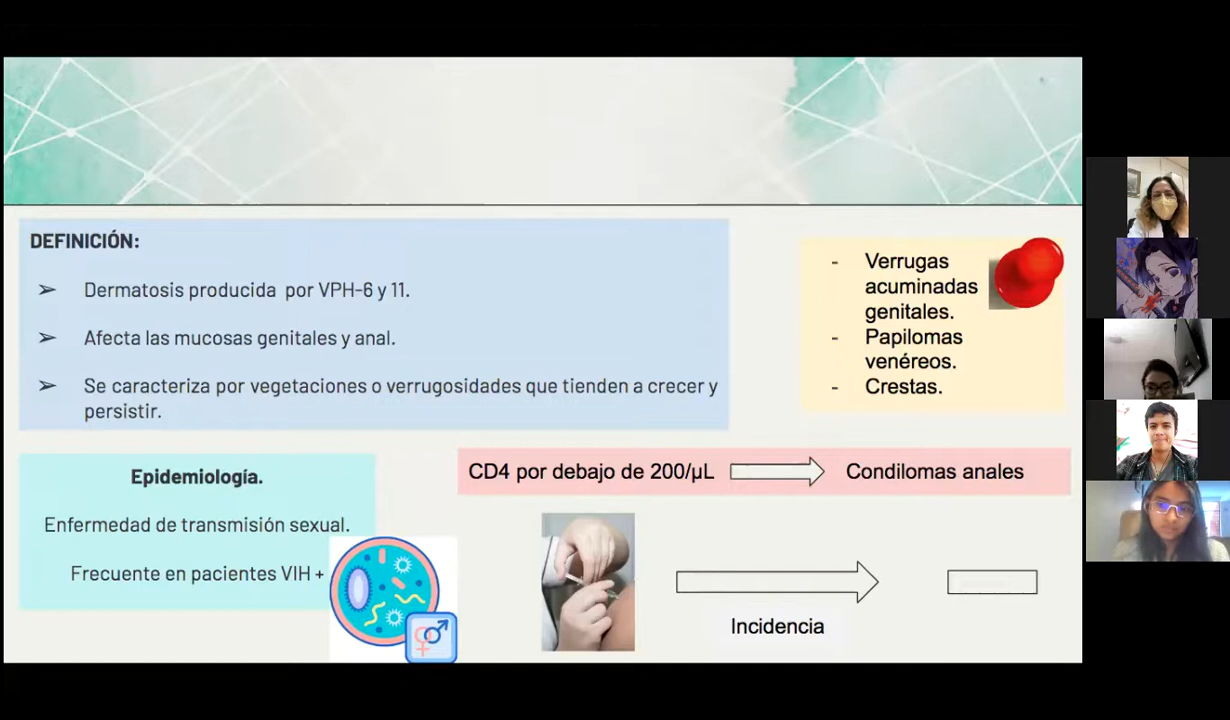 DEFINICIÓN:
➢ Dermatosis producida por VPH-6 y 11.
➢ Afecta las mucosas genitales y anal.
➢ Se caracteriza por vegetaciones o verrugosidades que tienden a crecer y
persistir.
- Verrugas
acuminadas
genitales.
- Papilomas
venéreos.
- Crestas.
Epidemiología.
Enfermedad de transmisión sexual.
Frecuente en pacientes VIH +
CD4 por debajo de 200/µL
Condilomas anales
Incidencia